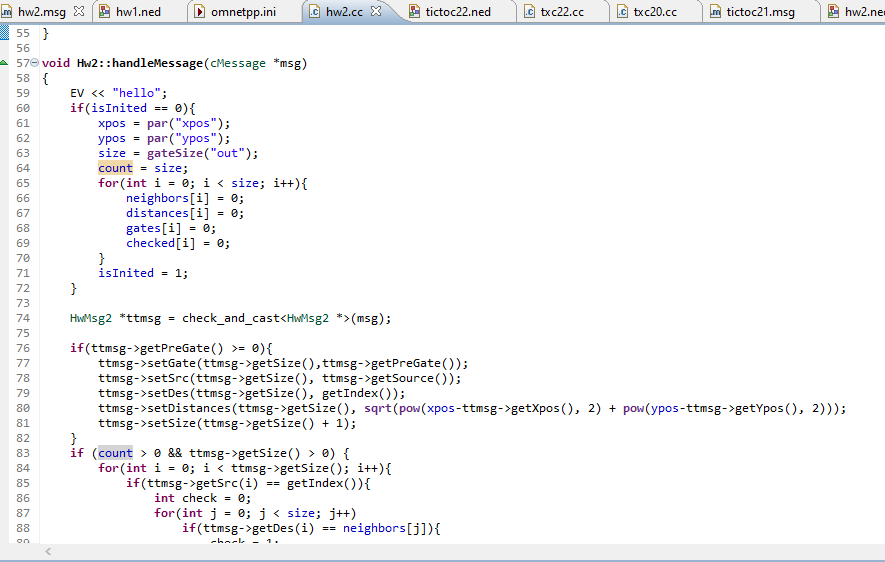 hw2.msg hw1.ned omnetpp.ini hw2.cc tictoc22.ned txc22.cc txc20.cc tictoc21.msg hw2.ne
55 }
56
57 void Hw2::handleMessage(cMessage *msg)
58 {
59 EV << "hello";
60 if(isInited == 0){
61 xpos = par("xpos");
62 ypos = par("ypos");
63 size = gateSize("out");
64 count = size;
65 for(int i = 0; i < size; i++){
66 neighbors[i] = 0;
67 distances[i] = 0;
68 gates[i] = 0;
69 checked[i] = 0;
70 }
71 isInited = 1;
72 }
73
74 HwMsg2 *ttmsg = check_and_cast<HwMsg2 *>(msg);
75
76 if(ttmsg->getPreGate() >= 0){
77 ttmsg->setGate(ttmsg->getSize(),ttmsg->getPreGate());
78 ttmsg->setSrc(ttmsg->getSize(), ttmsg->getSource());
79 ttmsg->setDes(ttmsg->getSize(), getIndex());
80 ttmsg->setDistances(ttmsg->getSize(), sqrt(pow(xpos-ttmsg->getXpos(), 2) + pow(ypos-ttmsg->getYpos(), 2)));
81 ttmsg->setSize(ttmsg->getSize() + 1);
82 }
83 if (count > 0 && ttmsg->getSize() > 0) {
84 for(int i = 0; i < ttmsg->getSize(); i++){
85 if(ttmsg->getSrc(i) == getIndex()){
86 int check = 0;
87 for(int j = 0; j < size; j++)
88 if(ttmsg->getDes(i) == neighbors[j]){
89 check = 1;